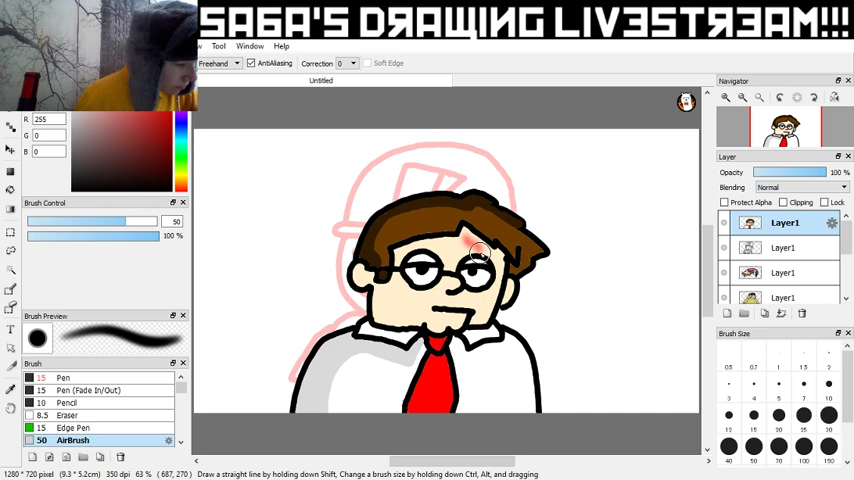 SAGA'S DRAWING LIVESTREAM!!!
w Tool Window Help
Freehand AntiAliasing Correction 0 Soft Edge
Untitled
R 255
G 0
B 0
Brush Control
50
100 %
Brush Preview
Brush
15 Pen
15 Pen (Fade In/Out)
10 Pencil
8.5 Eraser
15 Edge Pen
50 AirBrush
Navigator
Layer
Opacity 100 %
Blending Normal
Protect Alpha Clipping Lock
Layer1
Layer1
Layer1
Layer1
Brush Size
0.5 0.7 1 1.5 2
3 4 5 7 10
12 15 20 25 30
40 50 70 100 150
1280 * 720 pixel (9.3 * 5.2cm) 350 dpi 63 % ( 687, 270 ) Draw a straight line by holding down Shift, Change a brush size by holding down Ctrl, Alt, and dragging